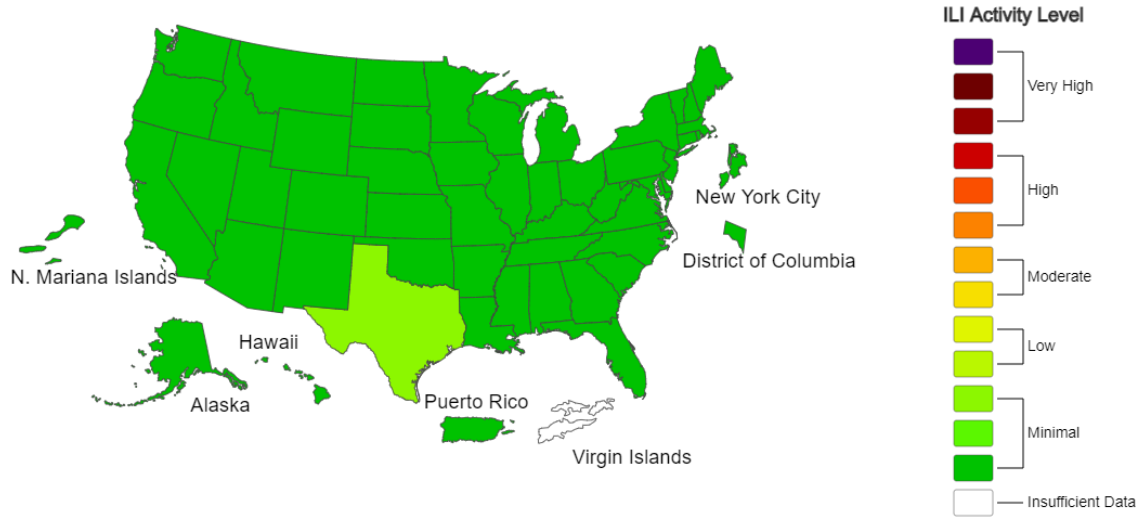 ILI Activity Level
Very High
High
Moderate
Low
Minimal
Insufficient Data
New York City
District of Columbia
N. Mariana Islands
Hawaii
Alaska
Puerto Rico
Virgin Islands